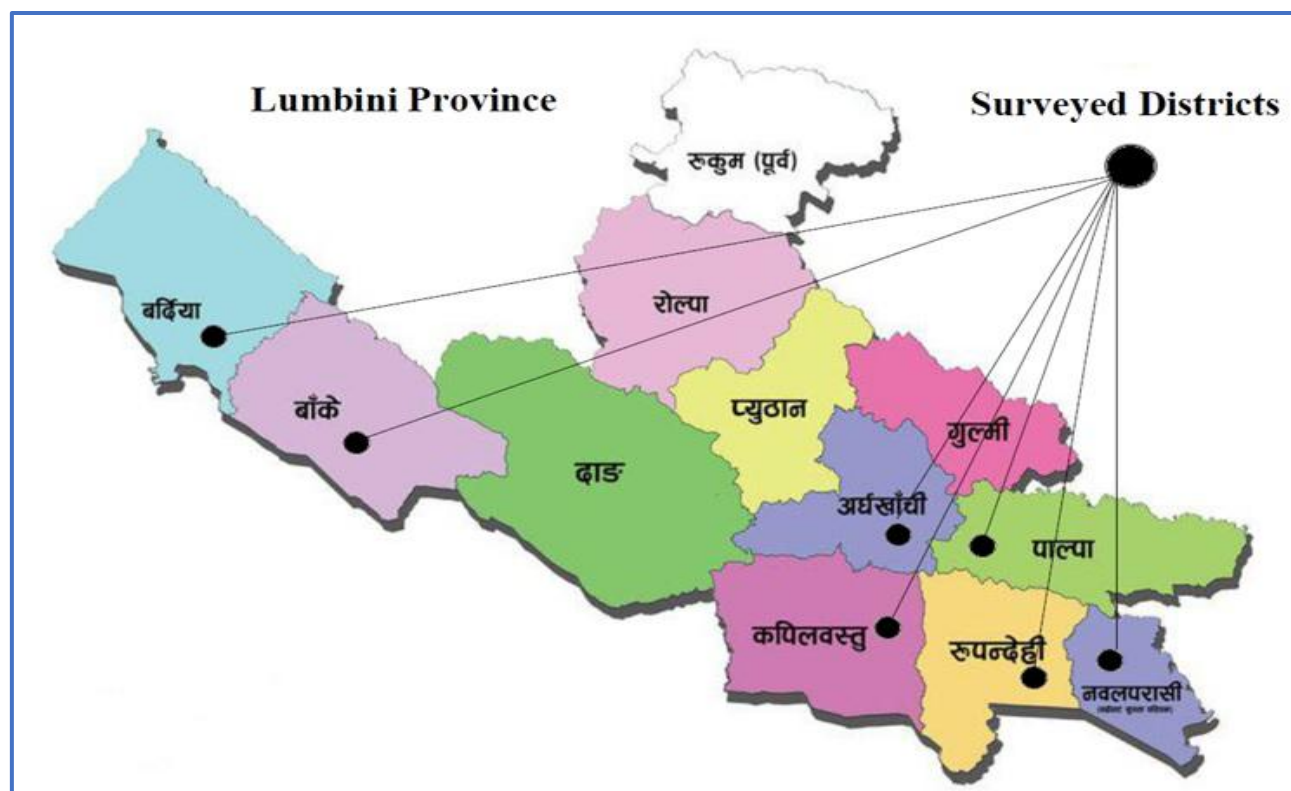 Lumbini Province
Surveyed Districts
रुकुम (पूर्व)
रोल्पा
बर्दिया
बाँके
प्युठान
गुल्मी
दाङ
अर्घखाँची
पाल्पा
कपिलवस्तु
रुपन्देही
नवलपरासी